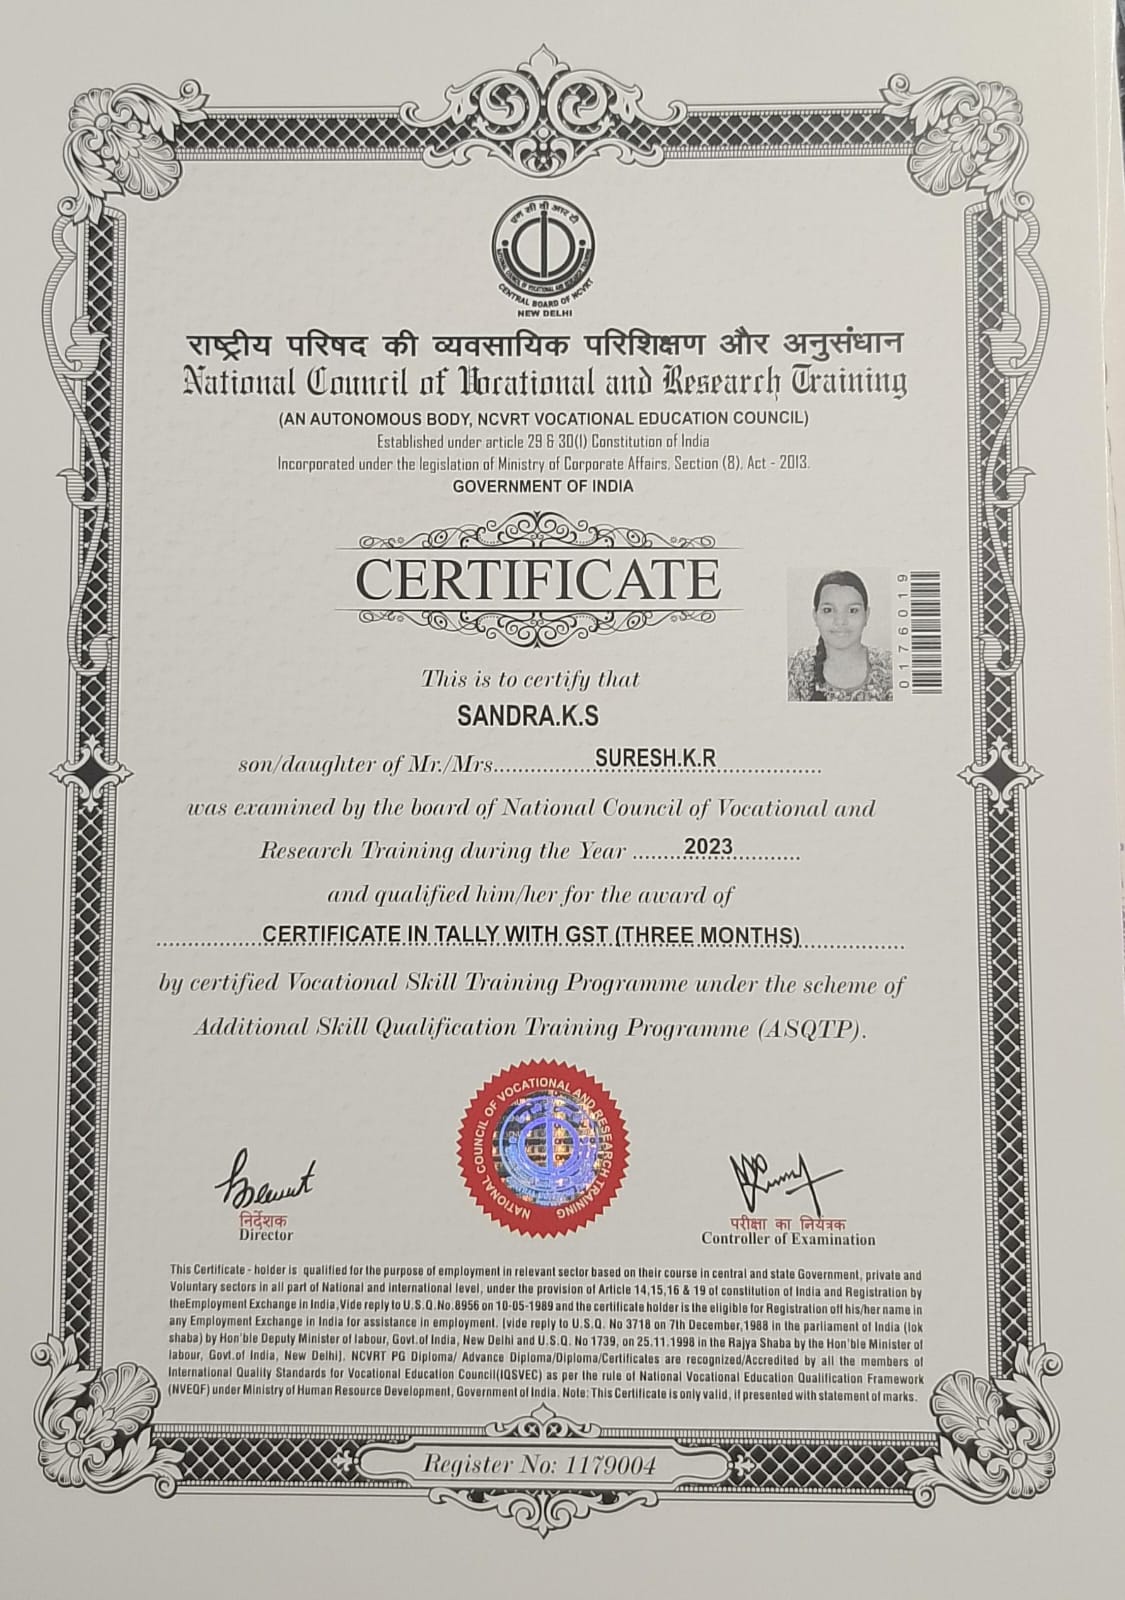 एन सी वी आर टी
NATIONAL COUNCIL OF VOCATIONAL AND RESEARCH TRAINING
CENTRAL BOARD OF NCVRT
NEW DELHI
राष्ट्रीय परिषद की व्यवसायिक परिशिक्षण और अनुसंधान
National Council of Vocational and Research Training
(AN AUTONOMOUS BODY, NCVRT VOCATIONAL EDUCATION COUNCIL)
Established under article 29 & 30(1) Constitution of India
Incorporated under the legislation of Ministry of Corporate Affairs, Section (8), Act - 2013.
GOVERNMENT OF INDIA
CERTIFICATE
0176019
This is to certify that
SANDRA.K.S
son/daughter of Mr./Mrs. SURESH.K.R
was examined by the board of National Council of Vocational and
Research Training during the Year 2023
and qualified him/her for the award of
CERTIFICATE IN TALLY WITH GST (THREE MONTHS)
by certified Vocational Skill Training Programme under the scheme of
Additional Skill Qualification Training Programme (ASQTP).
NATIONAL COUNCIL OF VOCATIONAL AND RESEARCH TRAINING
निर्देशक
Director
परीक्षा का नियंत्रक
Controller of Examination
This Certificate - holder is qualified for the purpose of employment in relevant sector based on their course in central and state Government, private and
Voluntary sectors in all part of National and international level, under the provision of Article 14,15,16 & 19 of constitution of India and Registration by
theEmployment Exchange in India,Vide reply to U.S.Q.No.8956 on 10-05-1989 and the certificate holder is the eligible for Registration off his/her name in
any Employment Exchange in India for assistance in employment. (vide reply to U.S.Q. No 3718 on 7th December,1988 in the parliament of India (lok
shaba) by Hon'ble Deputy Minister of labour, Govt.of India, New Delhi and U.S.Q. No 1739, on 25.11.1998 in the Rajya Shaba by the Hon'ble Minister of
labour, Govt.of India, New Delhi). NCVRT PG Diploma/ Advance Diploma/Diploma/Certificates are recognized/Accredited by all the members of
International Quality Standards for Vocational Education Council(IQSVEC) as per the rule of National Vocational Education Qualification Framework
(NVEQF) under Ministry of Human Resource Development, Government of India. Note: This Certificate is only valid, if presented with statement of marks.
Register No: 1179004